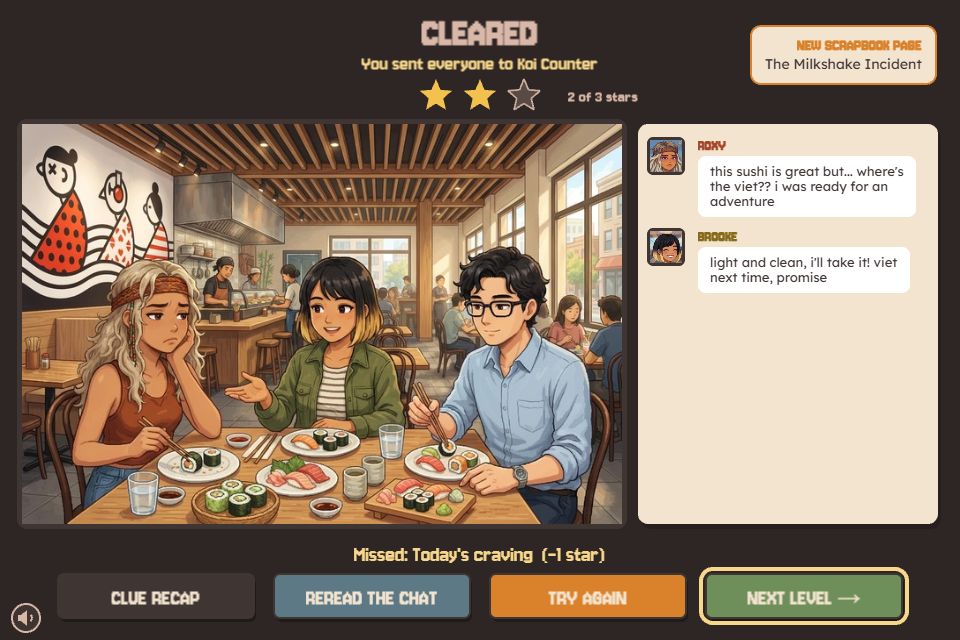 CLEARED
You sent everyone to Koi Counter
2 of 3 stars
NEW SCRAPBOOK PAGE
The Milkshake Incident
ROXY
this sushi is great but... where's
the viet?? i was ready for an
adventure
BROOKE
light and clean, i'll take it! viet
next time, promise
Missed: Today's craving (-1 star)
CLUE RECAP
REREAD THE CHAT
TRY AGAIN
NEXT LEVEL →